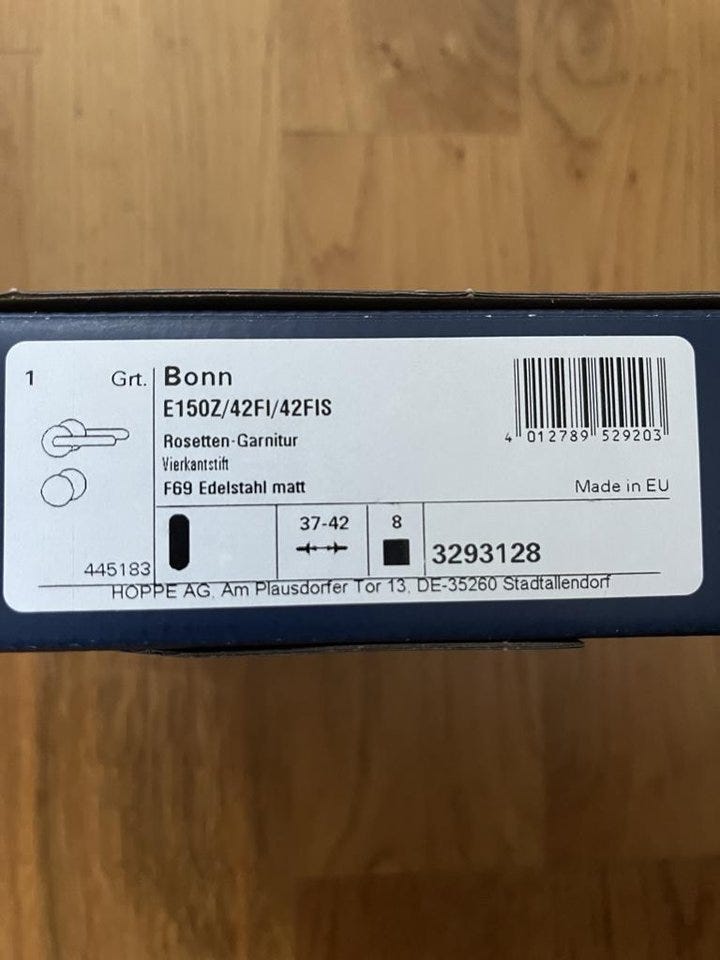 1 Grt. Bonn
E150Z/42FI/42FIS
Rosetten-Garnitur
Vierkantstift
F69 Edelstahl matt
4 012789 529203
Made in EU
37-42
8
3293128
445183
HOPPE AG, Am Plausdorfer Tor 13, DE-35260 Stadtallendorf